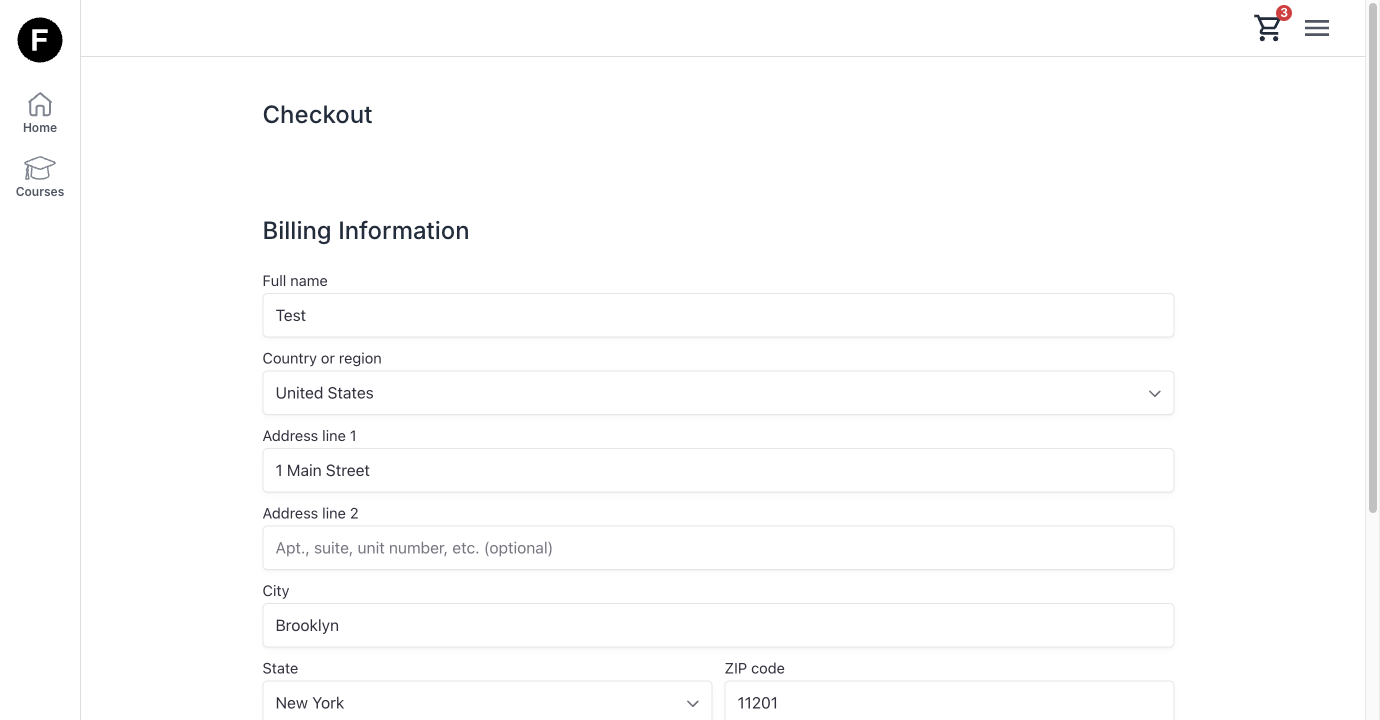 F
3
Home
Courses
Checkout
Billing Information
Full name
Test
Country or region
United States
Address line 1
1 Main Street
Address line 2
Apt., suite, unit number, etc. (optional)
City
Brooklyn
State
ZIP code
New York
11201